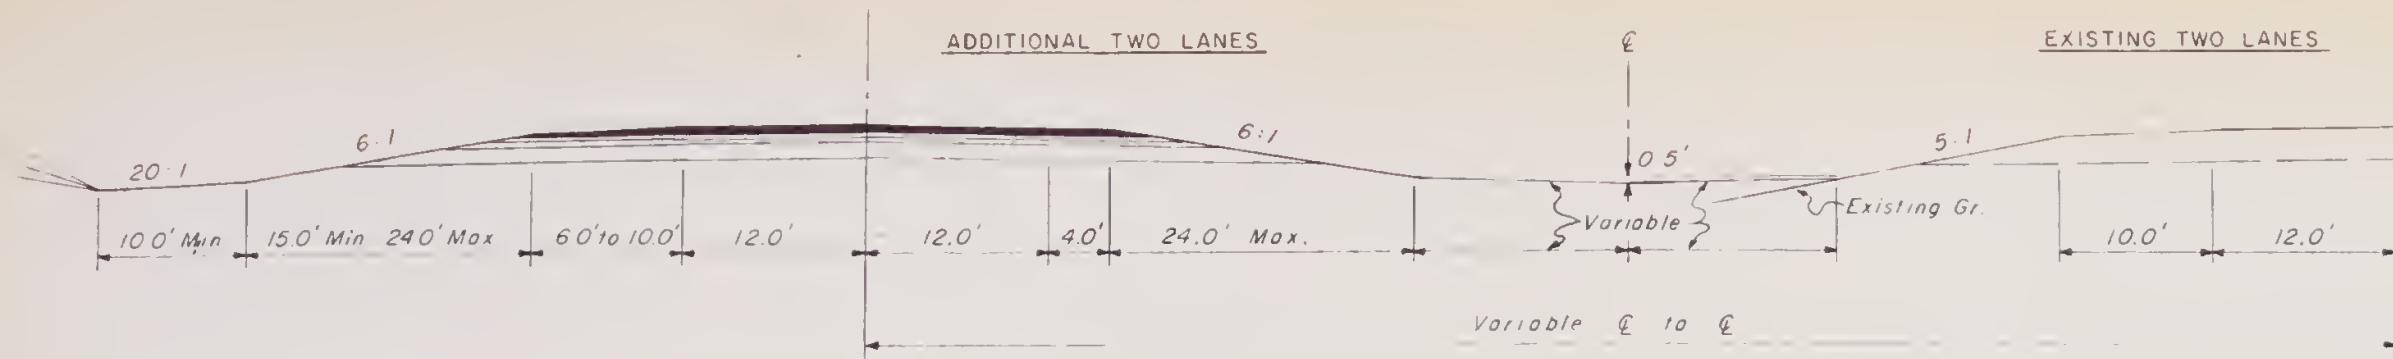 ADDITIONAL TWO LANES
℄
EXISTING TWO LANES
20:1
6:1
6:1
0.5'
5:1
Existing Gr.
10.0' Min
15.0' Min 24.0' Max
6.0' to 10.0'
12.0'
12.0'
4.0'
24.0' Max.
Variable
10.0'
12.0'
Variable ℄ to ℄